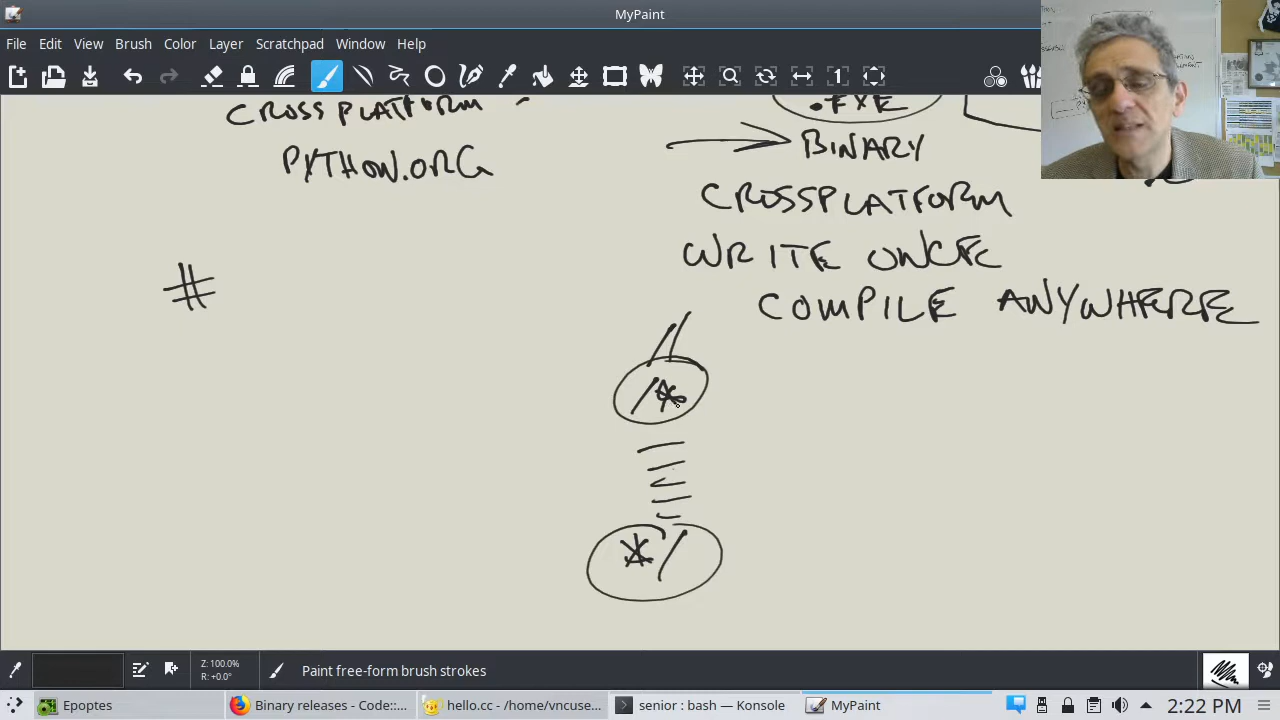 MyPaint
File Edit View Brush Color Layer Scratchpad Window Help
1
CROSS PLATFORM
PYTHON.ORG
.EXE
BINARY
CROSSPLATFORM
WRITE ONCE
COMPILE ANYWHERE
#
//
/*
*/
Z: 100.0%
R: +0.0°
Paint free-form brush strokes
Epoptes
Binary releases - Code::...
hello.cc - /home/vmc...
senior : bash — Konsole
MyPaint
2:22 PM